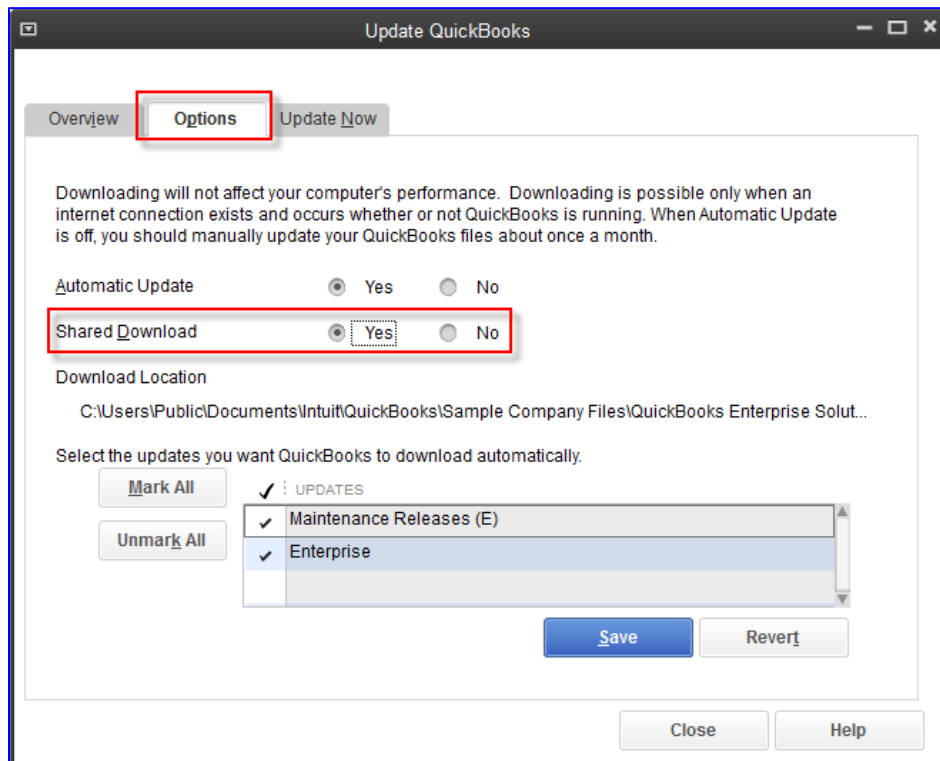 Update QuickBooks
Overview Options Update Now
Downloading will not affect your computer's performance. Downloading is possible only when an
internet connection exists and occurs whether or not QuickBooks is running. When Automatic Update
is off, you should manually update your QuickBooks files about once a month.
Automatic Update Yes No
Shared Download Yes No
Download Location
C:\Users\Public\Documents\Intuit\QuickBooks\Sample Company Files\QuickBooks Enterprise Solut...
Select the updates you want QuickBooks to download automatically.
Mark All
UPDATES
Maintenance Releases (E)
Unmark All
Enterprise
Save Revert
Close Help